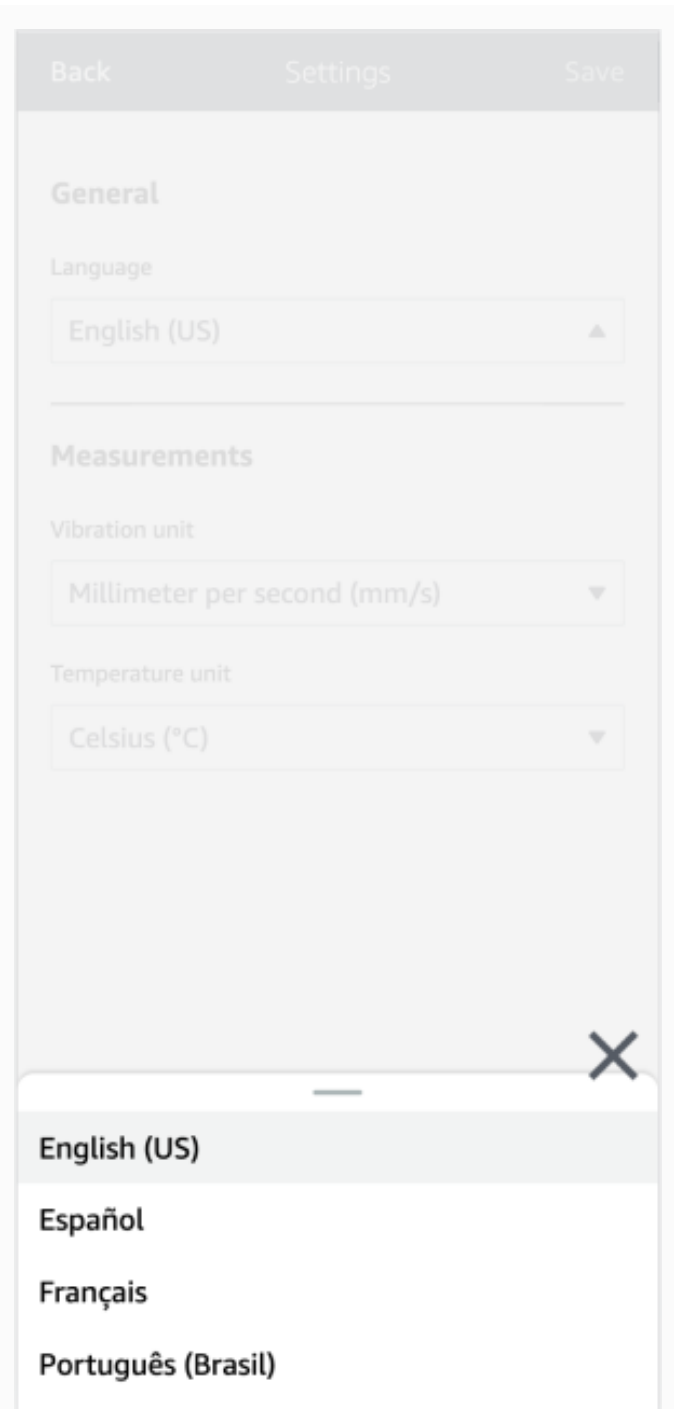 Back Settings Save
General
Language
English (US)
Measurements
Vibration unit
Millimeter per second (mm/s)
Temperature unit
Celsius (°C)
English (US)
Español
Français
Português (Brasil)